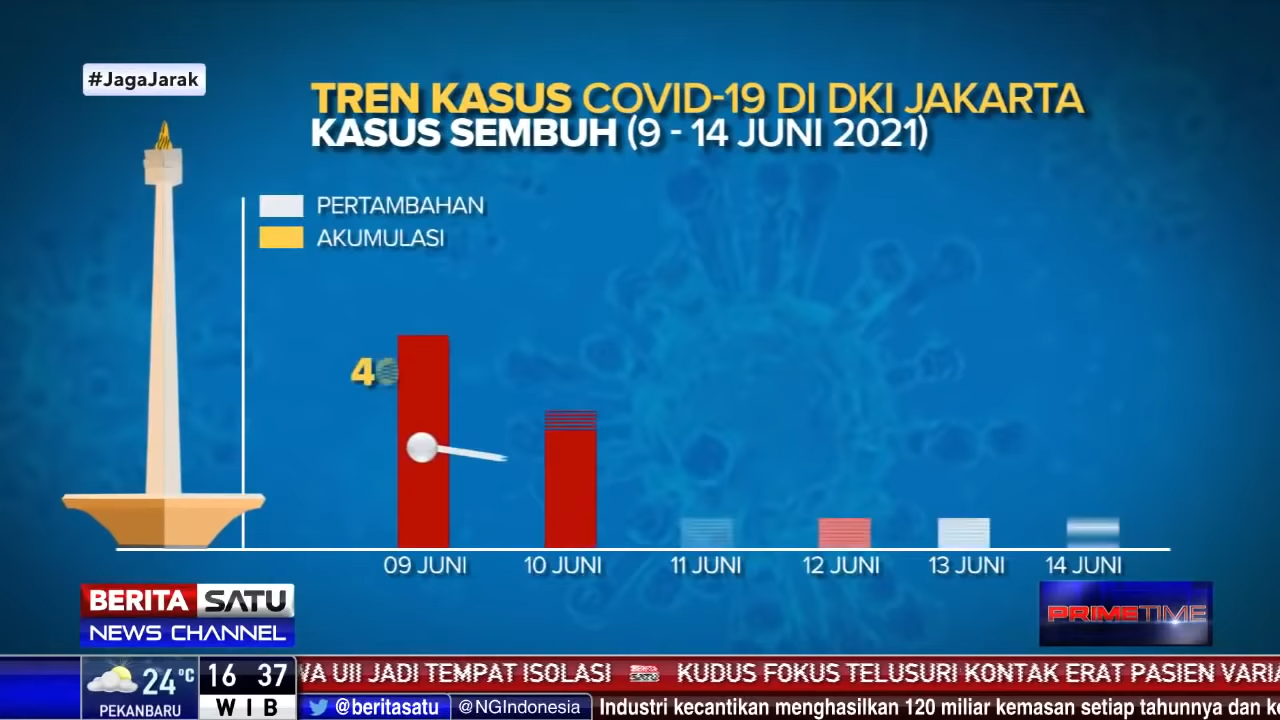 #JagaJarak
TREN KASUS COVID-19 DI DKI JAKARTA
KASUS SEMBUH (9 - 14 JUNI 2021)
PERTAMBAHAN
AKUMULASI
4
09 JUNI
10 JUNI
11 JUNI
12 JUNI
13 JUNI
14 JUNI
BERITA SATU
NEWS CHANNEL
PRIMETIME
24°C
PEKANBARU
16 37
WIB
UII JADI TEMPAT ISOLASI
KUDUS FOKUS TELUSURI KONTAK ERAT PASIEN
@beritasatu
@NGIndonesia
Industri kecantikan menghasilkan 120 miliar kemasan setiap tahunnya dan